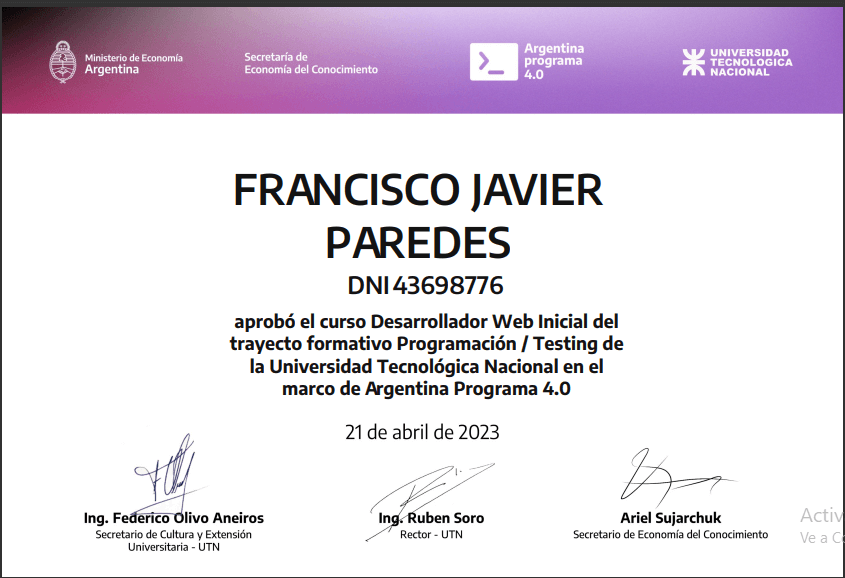 Ministerio de Economía
Argentina
Secretaría de
Economía del Conocimiento
Argentina
programa
4.0
UNIVERSIDAD
TECNOLÓGICA
NACIONAL
FRANCISCO JAVIER
PAREDES
DNI 43698776
aprobó el curso Desarrollador Web Inicial del
trayecto formativo Programación / Testing de
la Universidad Tecnológica Nacional en el
marco de Argentina Programa 4.0
21 de abril de 2023
Ing. Federico Olivo Aneiros
Secretario de Cultura y Extensión
Universitaria - UTN
Ing. Ruben Soro
Rector - UTN
Ariel Sujarchuk
Secretario de Economía del Conocimiento
Activ
Ve a C